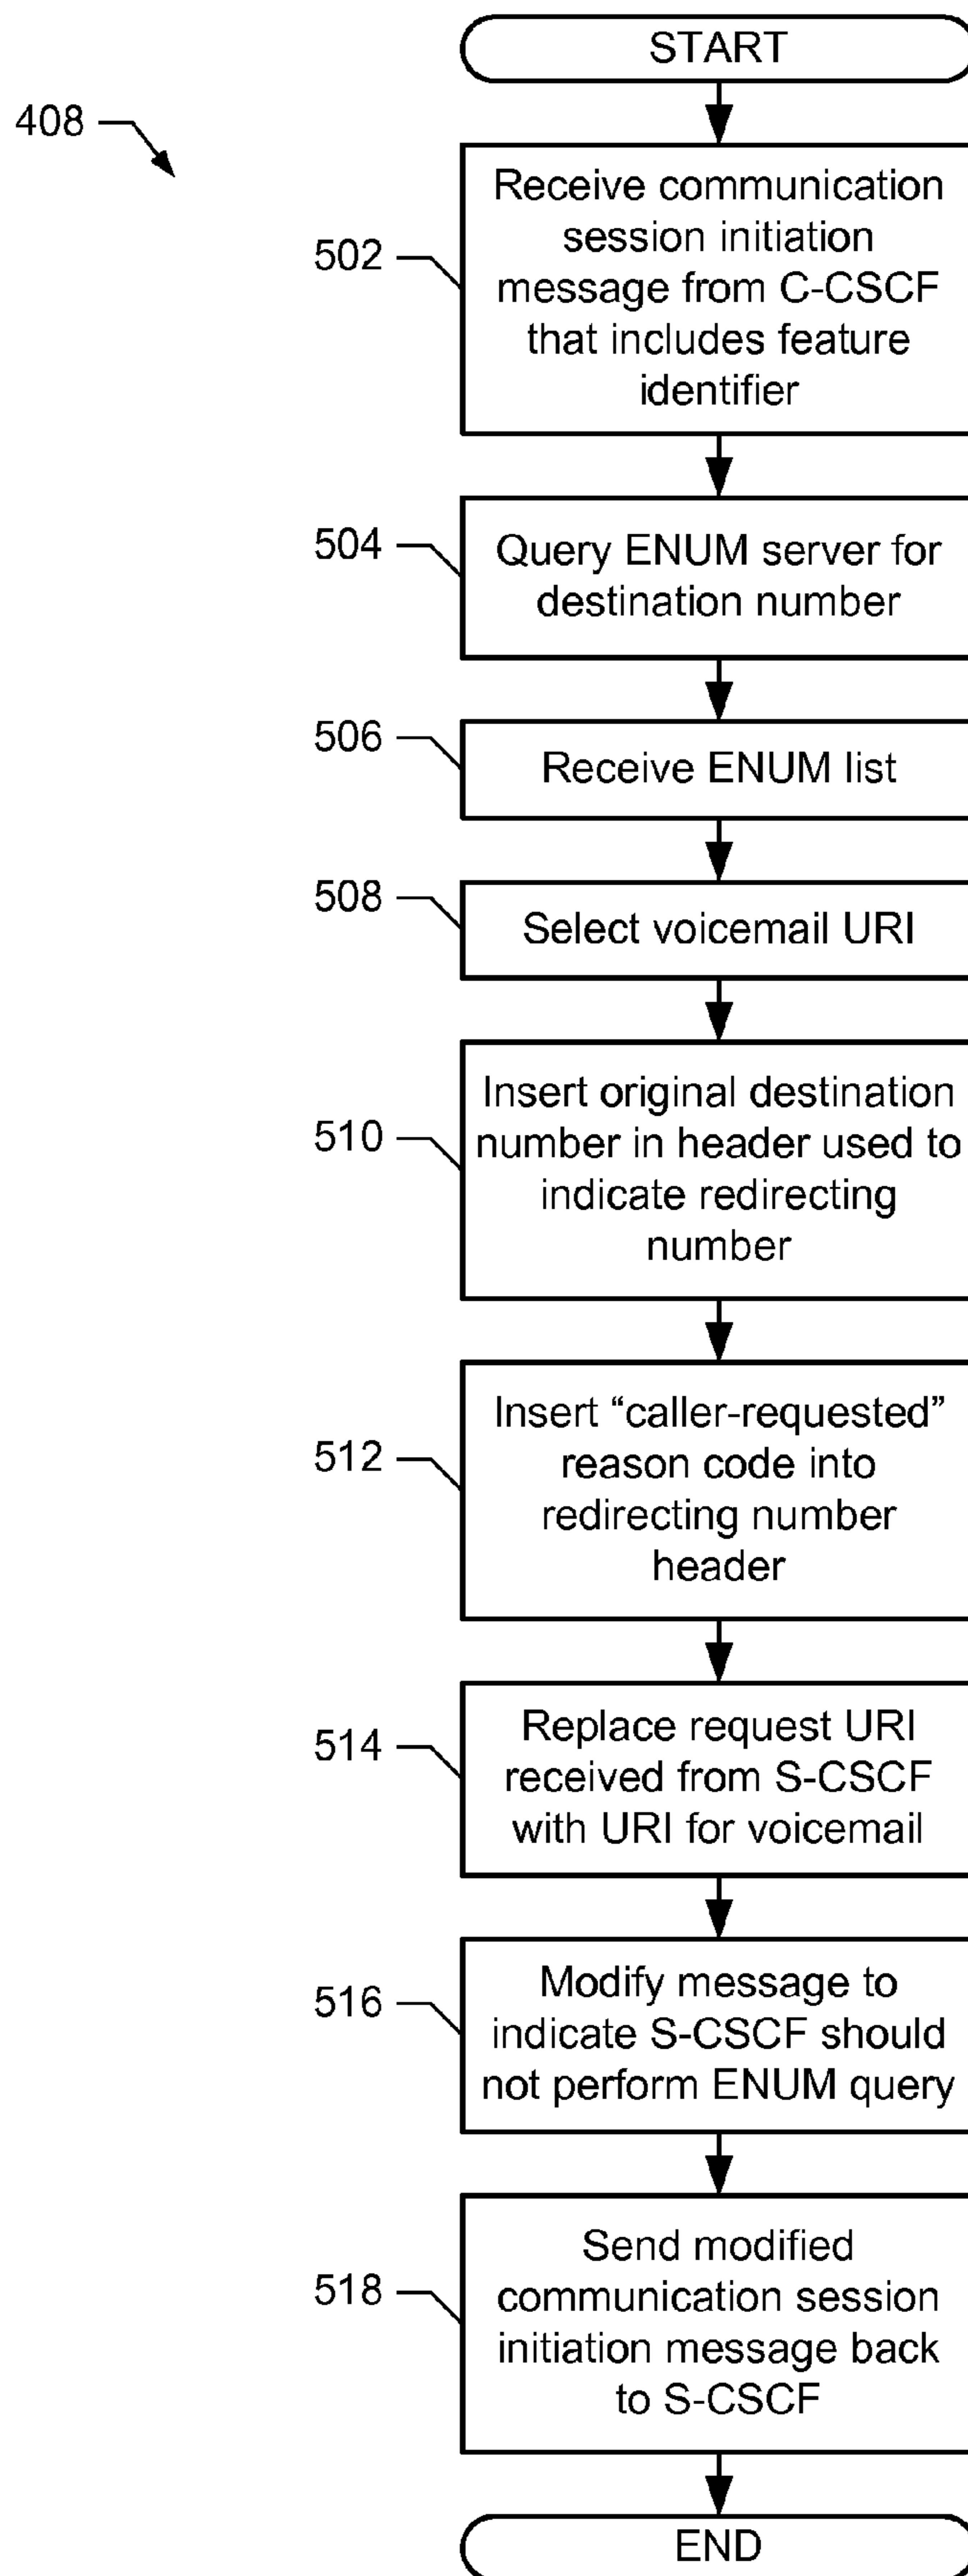 START
408
Receive communication
session initiation
502
message from C-CSCF
that includes feature
identifier
504
Query ENUM server for
destination number
506
Receive ENUM list
508
Select voicemail URI
Insert original destination
510
number in header used to
indicate redirecting
number
Insert “caller-requested”
512
reason code into
redirecting number
header
Replace request URI
514
received from S-CSCF
with URI for voicemail
Modify message to
516
indicate S-CSCF should
not perform ENUM query
Send modified
518
communication session
initiation message back
to S-CSCF
END